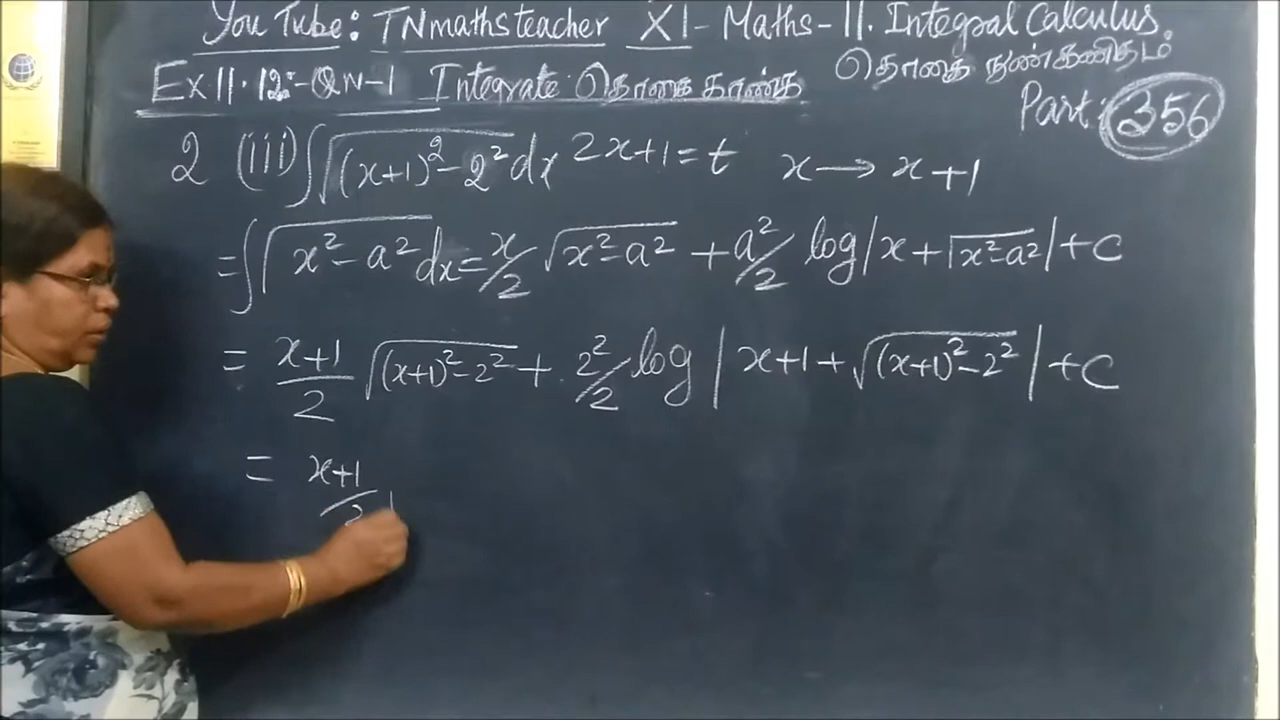 You Tube: TNmathsteacher XI- Maths- 11. Integral Calculus.
Ex 11.12:-QN-1 Integrate தொகை காண்க தொகை நுண்கணிதம்
Part: 356
2 (iii) ∫√(x+1)²-2² dx 2x+1=t x → x+1
= ∫√x²-a² dx = x/2 √x²-a² + a²/2 log|x+√x²-a²|+c
= x+1/2 √(x+1)²-2² + 2²/2 log | x+1+√(x+1)²-2² |+c
= x+1/2